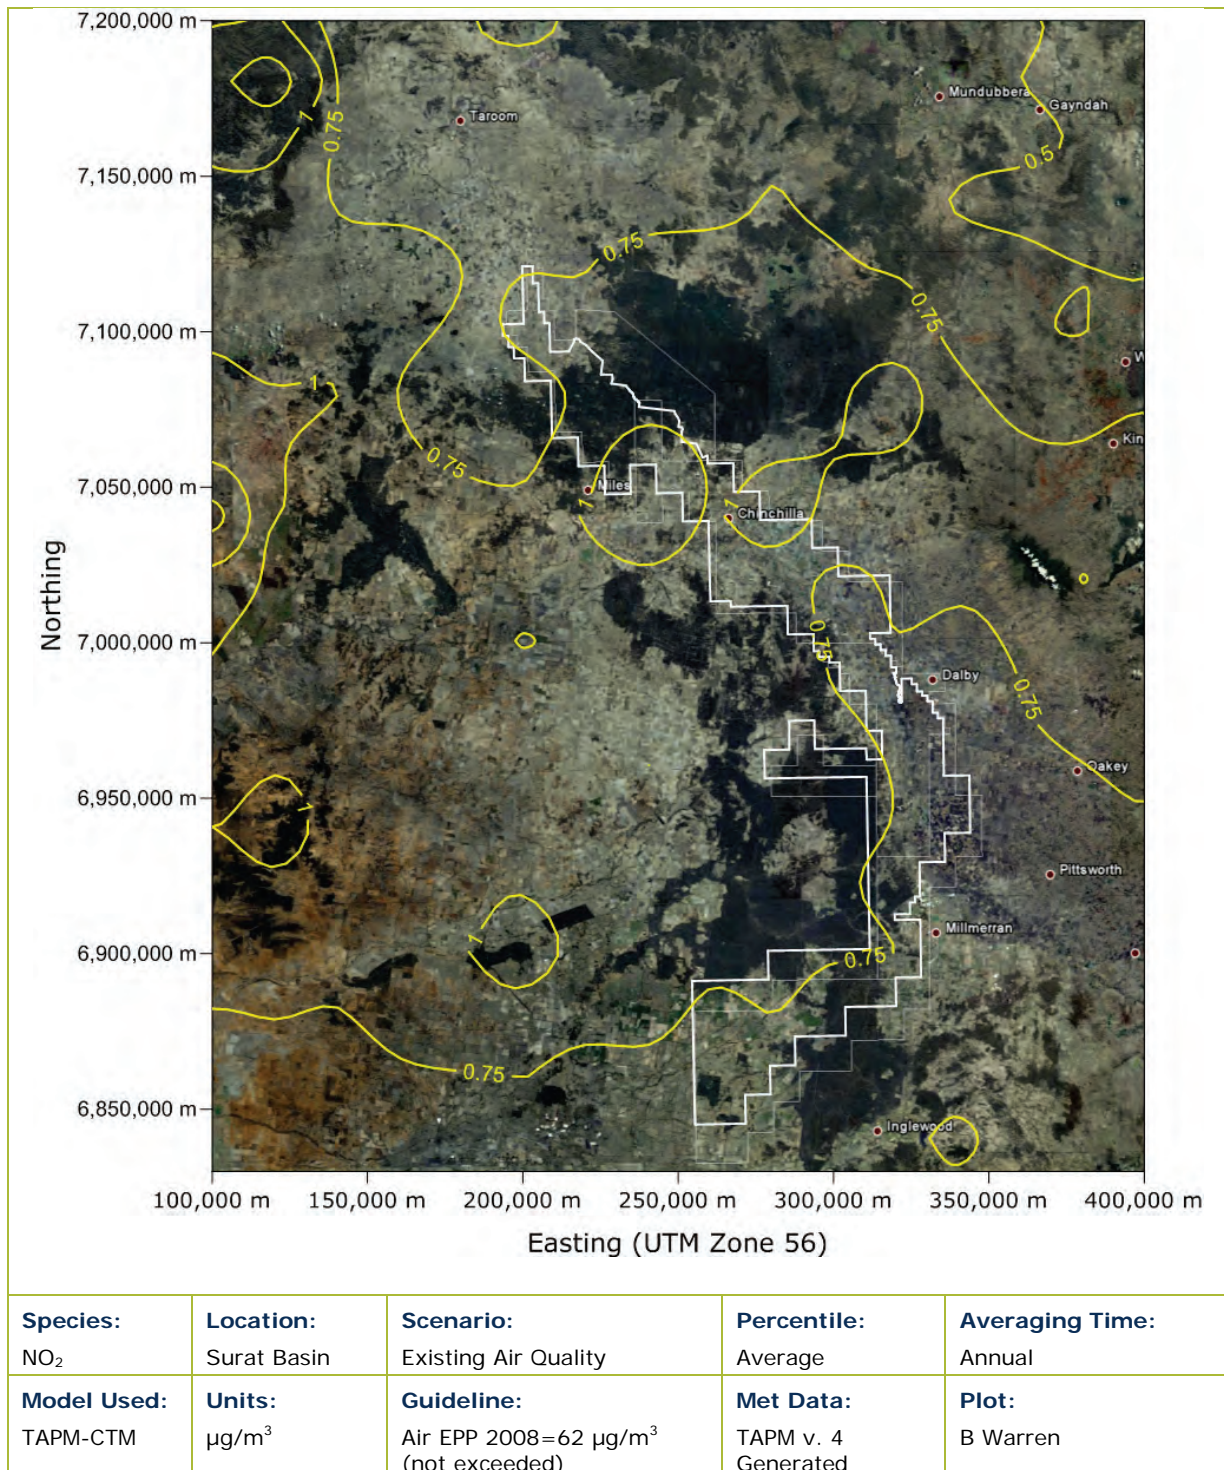 7,200,000 m
7,150,000 m
7,100,000 m
7,050,000 m
7,000,000 m
6,950,000 m
6,900,000 m
6,850,000 m
Northing
100,000 m
150,000 m
200,000 m
250,000 m
300,000 m
350,000 m
400,000 m
Easting (UTM Zone 56)
Taroom
Mundubbera
Gayndah
W
Kin
Miles
Chinchilla
Dalby
Oakey
Pittsworth
Millmerran
Inglewood
1
0.75
0.5
0.75
0.75
1
0.75
1
1
0.75
0.75
1
1
0.75
0.75
Species:
NO2
Location:
Surat Basin
Scenario:
Existing Air Quality
Percentile:
Average
Averaging Time:
Annual
Model Used:
TAPM-CTM
Units:
µg/m³
Guideline:
Air EPP 2008=62 µg/m³
(not exceeded)
Met Data:
TAPM v. 4
Generated
Plot:
B Warren